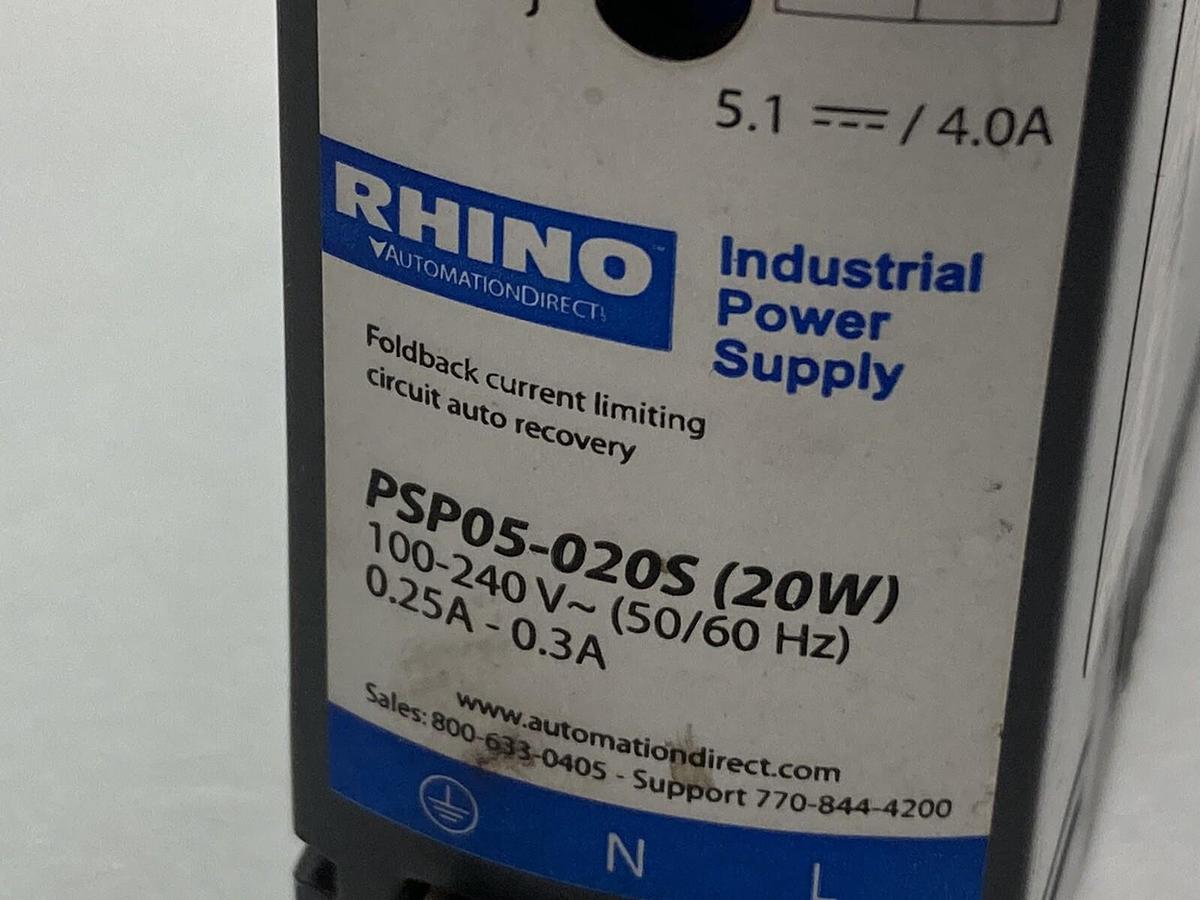 5.1 ⎓ / 4.0A
RHINO™
AUTOMATIONDIRECT
Industrial
Power
Supply
Foldback current limiting
circuit auto recovery
PSP05-020S (20W)
100-240 V~ (50/60 Hz)
0.25A - 0.3A
www.automationdirect.com
Sales: 800-633-0405 - Support 770-844-4200
N
L